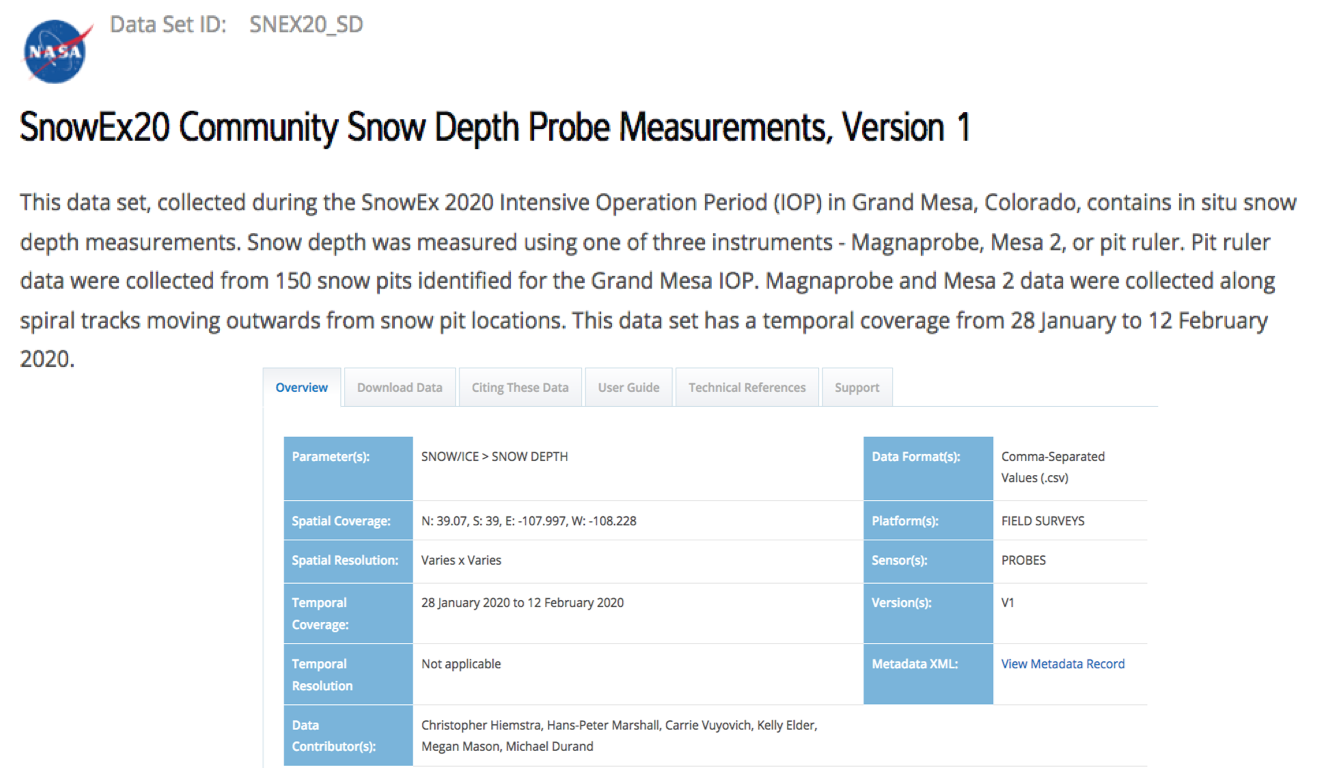 NASA
Data Set ID: SNEX20_SD
SnowEx20 Community Snow Depth Probe Measurements, Version 1
This data set, collected during the SnowEx 2020 Intensive Operation Period (IOP) in Grand Mesa, Colorado, contains in situ snow
depth measurements. Snow depth was measured using one of three instruments - Magnaprobe, Mesa 2, or pit ruler. Pit ruler
data were collected from 150 snow pits identified for the Grand Mesa IOP. Magnaprobe and Mesa 2 data were collected along
spiral tracks moving outwards from snow pit locations. This data set has a temporal coverage from 28 January to 12 February
2020.
Overview Download Data Citing These Data User Guide Technical References Support
Parameter(s): SNOW/ICE > SNOW DEPTH Data Format(s): Comma-Separated
Values (.csv)
Spatial Coverage: N: 39.07, S: 39, E: -107.997, W: -108.228 Platform(s): FIELD SURVEYS
Spatial Resolution: Varies x Varies Sensor(s): PROBES
Temporal 28 January 2020 to 12 February 2020 Version(s): V1
Coverage:
Temporal Not applicable Metadata XML: View Metadata Record
Resolution
Data Christopher Hiemstra, Hans-Peter Marshall, Carrie Vuyovich, Kelly Elder,
Contributor(s): Megan Mason, Michael Durand